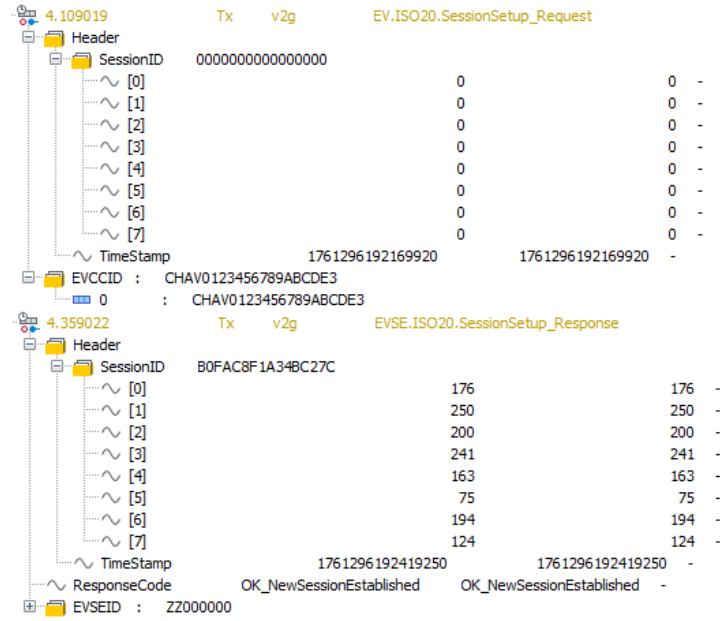 4.109019 Tx v2g EV.ISO20.SessionSetup_Request
Header
SessionID 0000000000000000
[0] 0 0 -
[1] 0 0 -
[2] 0 0 -
[3] 0 0 -
[4] 0 0 -
[5] 0 0 -
[6] 0 0 -
[7] 0 0 -
TimeStamp 1761296192169920 1761296192169920 -
EVCCID : CHAV0123456789ABCDE3
0 : CHAV0123456789ABCDE3
4.359022 Tx v2g EVSE.ISO20.SessionSetup_Response
Header
SessionID B0FAC8F1A34BC27C
[0] 176 176 -
[1] 250 250 -
[2] 200 200 -
[3] 241 241 -
[4] 163 163 -
[5] 75 75 -
[6] 194 194 -
[7] 124 124 -
TimeStamp 1761296192419250 1761296192419250 -
ResponseCode OK_NewSessionEstablished OK_NewSessionEstablished -
EVSEID : ZZ000000